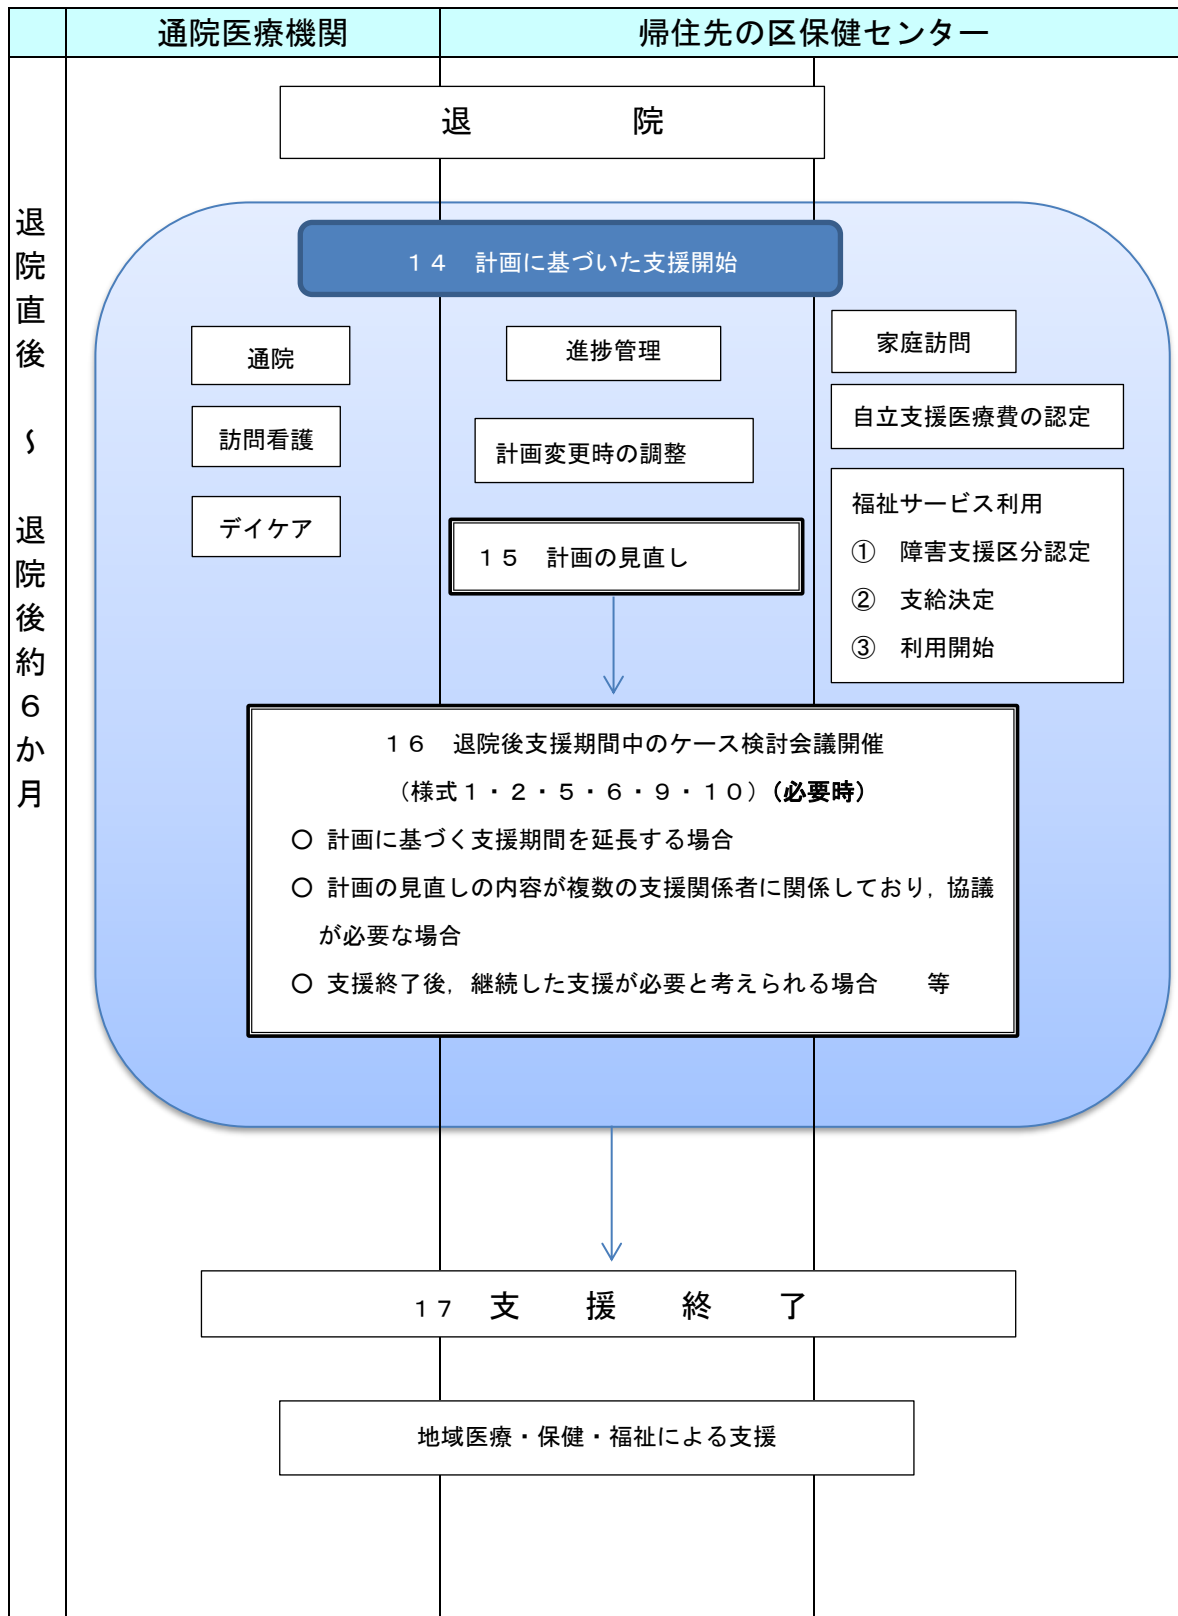 通院医療機関
帰住先の区保健センター
退院直後　～　退院後約６か月
退　　　院
１４　計画に基づいた支援開始
通院
訪問看護
デイケア
進捗管理
計画変更時の調整
１５　計画の見直し
家庭訪問
自立支援医療費の認定
福祉サービス利用
①　障害支援区分認定
②　支給決定
③　利用開始
１６　退院後支援期間中のケース検討会議開催
（様式１・２・５・６・９・１０）（必要時）
○ 計画に基づく支援期間を延長する場合
○ 計画の見直しの内容が複数の支援関係者に関係しており，協議
が必要な場合
○ 支援終了後，継続した支援が必要と考えられる場合　　等
１７　支　援　終　了
地域医療・保健・福祉による支援